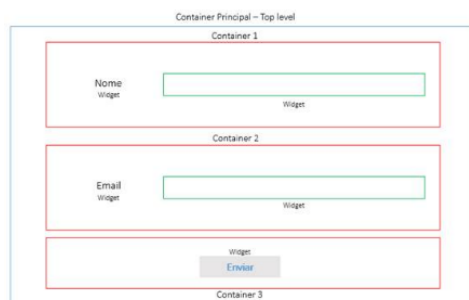 Container Principal – Top level
Container 1
Nome
Widget
Widget
Container 2
Email
Widget
Widget
Widget
Enviar
Container 3